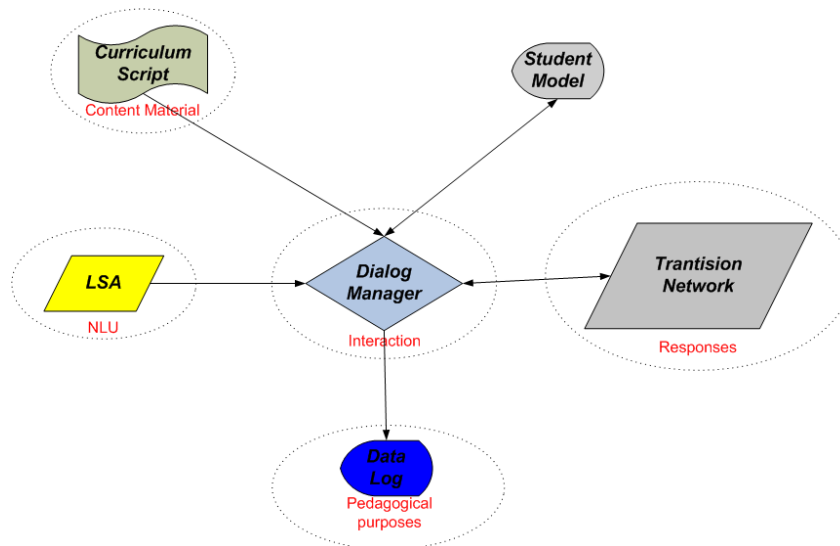 Curriculum
Script
Content Material
Student
Model
LSA
NLU
Dialog
Manager
Interaction
Trantision
Network
Responses
Data
Log
Pedagogical
purposes